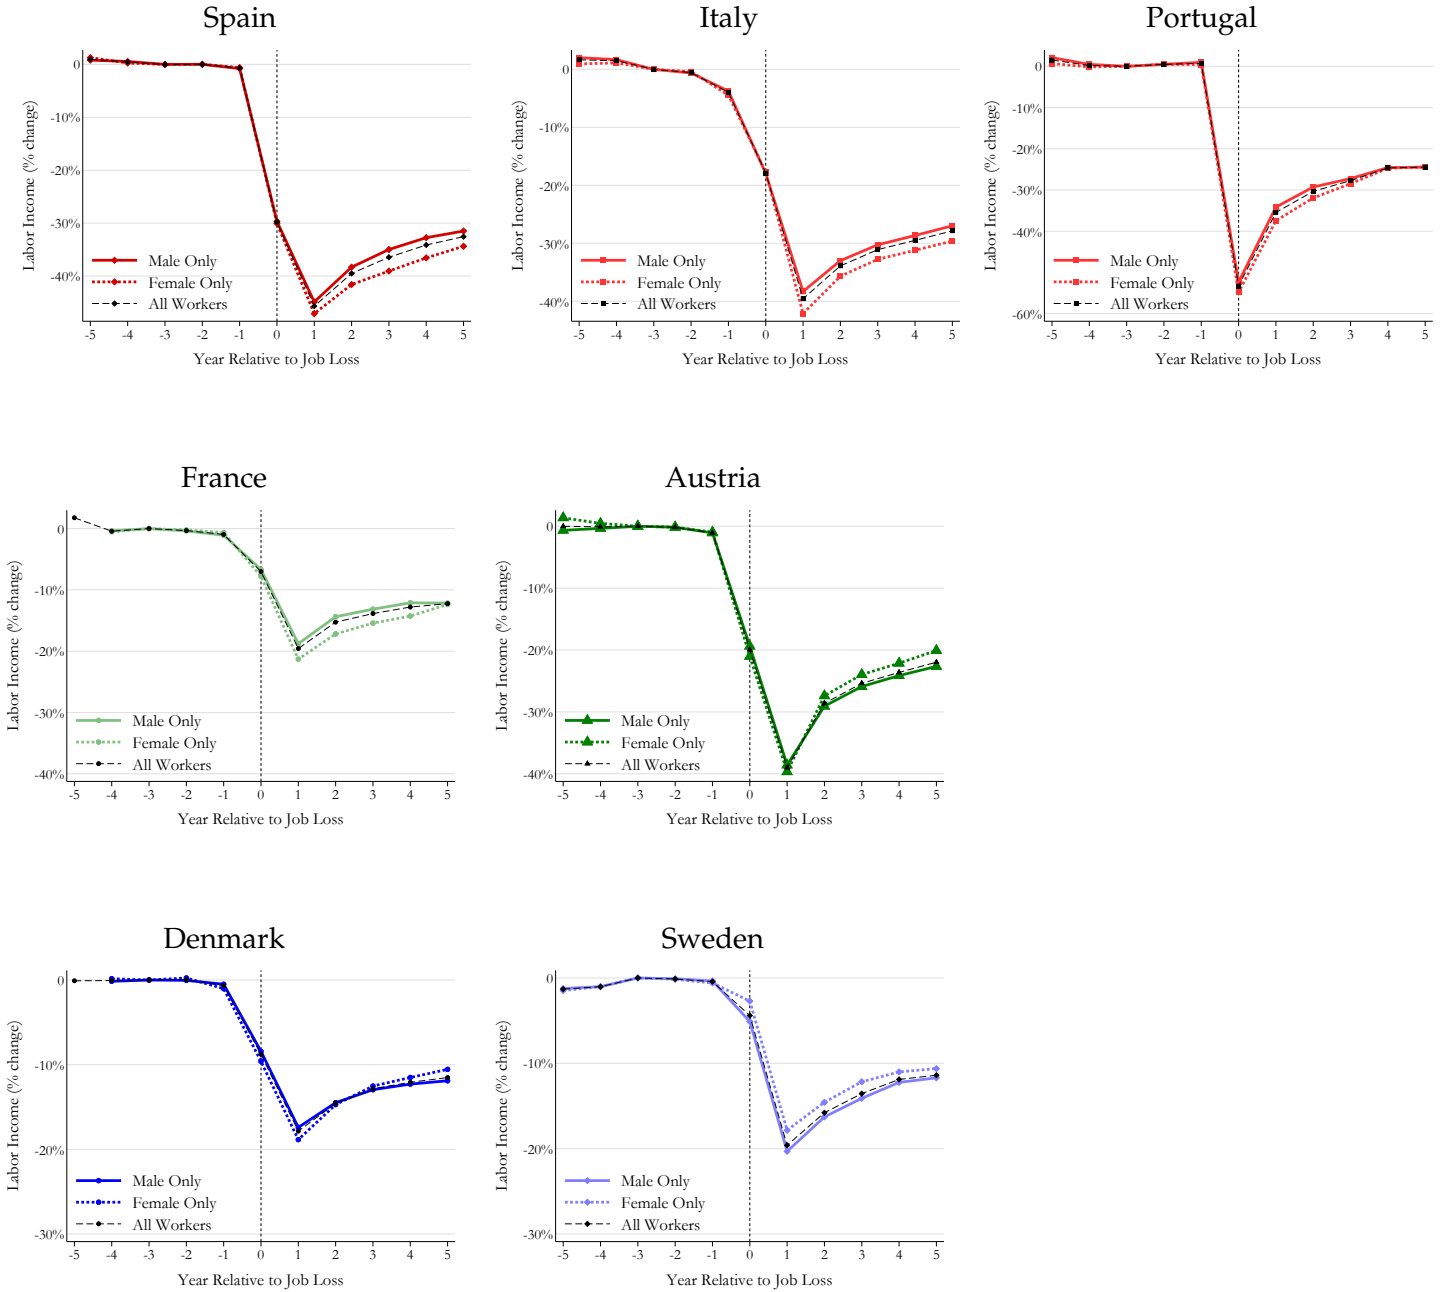 Spain
Labor Income (% change)
0
-10%
-20%
-30%
-40%
Male Only
Female Only
All Workers
-5 -4 -3 -2 -1 0 1 2 3 4 5
Year Relative to Job Loss
Italy
Labor Income (% change)
0
-10%
-20%
-30%
-40%
Male Only
Female Only
All Workers
-5 -4 -3 -2 -1 0 1 2 3 4 5
Year Relative to Job Loss
Portugal
Labor Income (% change)
0
-10%
-20%
-30%
-40%
-60%
Male Only
Female Only
All Workers
-5 -4 -3 -2 -1 0 1 2 3 4 5
Year Relative to Job Loss
France
Labor Income (% change)
0
-10%
-20%
-30%
-40%
Male Only
Female Only
All Workers
-5 -4 -3 -2 -1 0 1 2 3 4 5
Year Relative to Job Loss
Austria
Labor Income (% change)
0
-10%
-20%
-30%
-40%
Male Only
Female Only
All Workers
-5 -4 -3 -2 -1 0 1 2 3 4 5
Year Relative to Job Loss
Denmark
Labor Income (% change)
0
-10%
-20%
-30%
Male Only
Female Only
All Workers
-5 -4 -3 -2 -1 0 1 2 3 4 5
Year Relative to Job Loss
Sweden
Labor Income (% change)
0
-10%
-20%
-30%
Male Only
Female Only
All Workers
-5 -4 -3 -2 -1 0 1 2 3 4 5
Year Relative to Job Loss